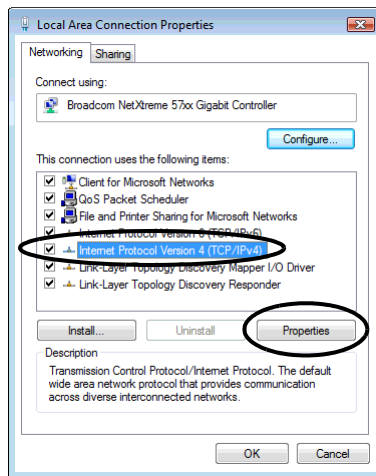 Local Area Connection Properties
Networking Sharing
Connect using:
Broadcom NetXtreme 57xx Gigabit Controller
Configure...
This connection uses the following items:
Client for Microsoft Networks
QoS Packet Scheduler
File and Printer Sharing for Microsoft Networks
Internet Protocol Version 6 (TCP/IPv6)
Internet Protocol Version 4 (TCP/IPv4)
Link-Layer Topology Discovery Mapper I/O Driver
Link-Layer Topology Discovery Responder
Install... Uninstall Properties
Description
Transmission Control Protocol/Internet Protocol. The default
wide area network protocol that provides communication
across diverse interconnected networks.
OK Cancel